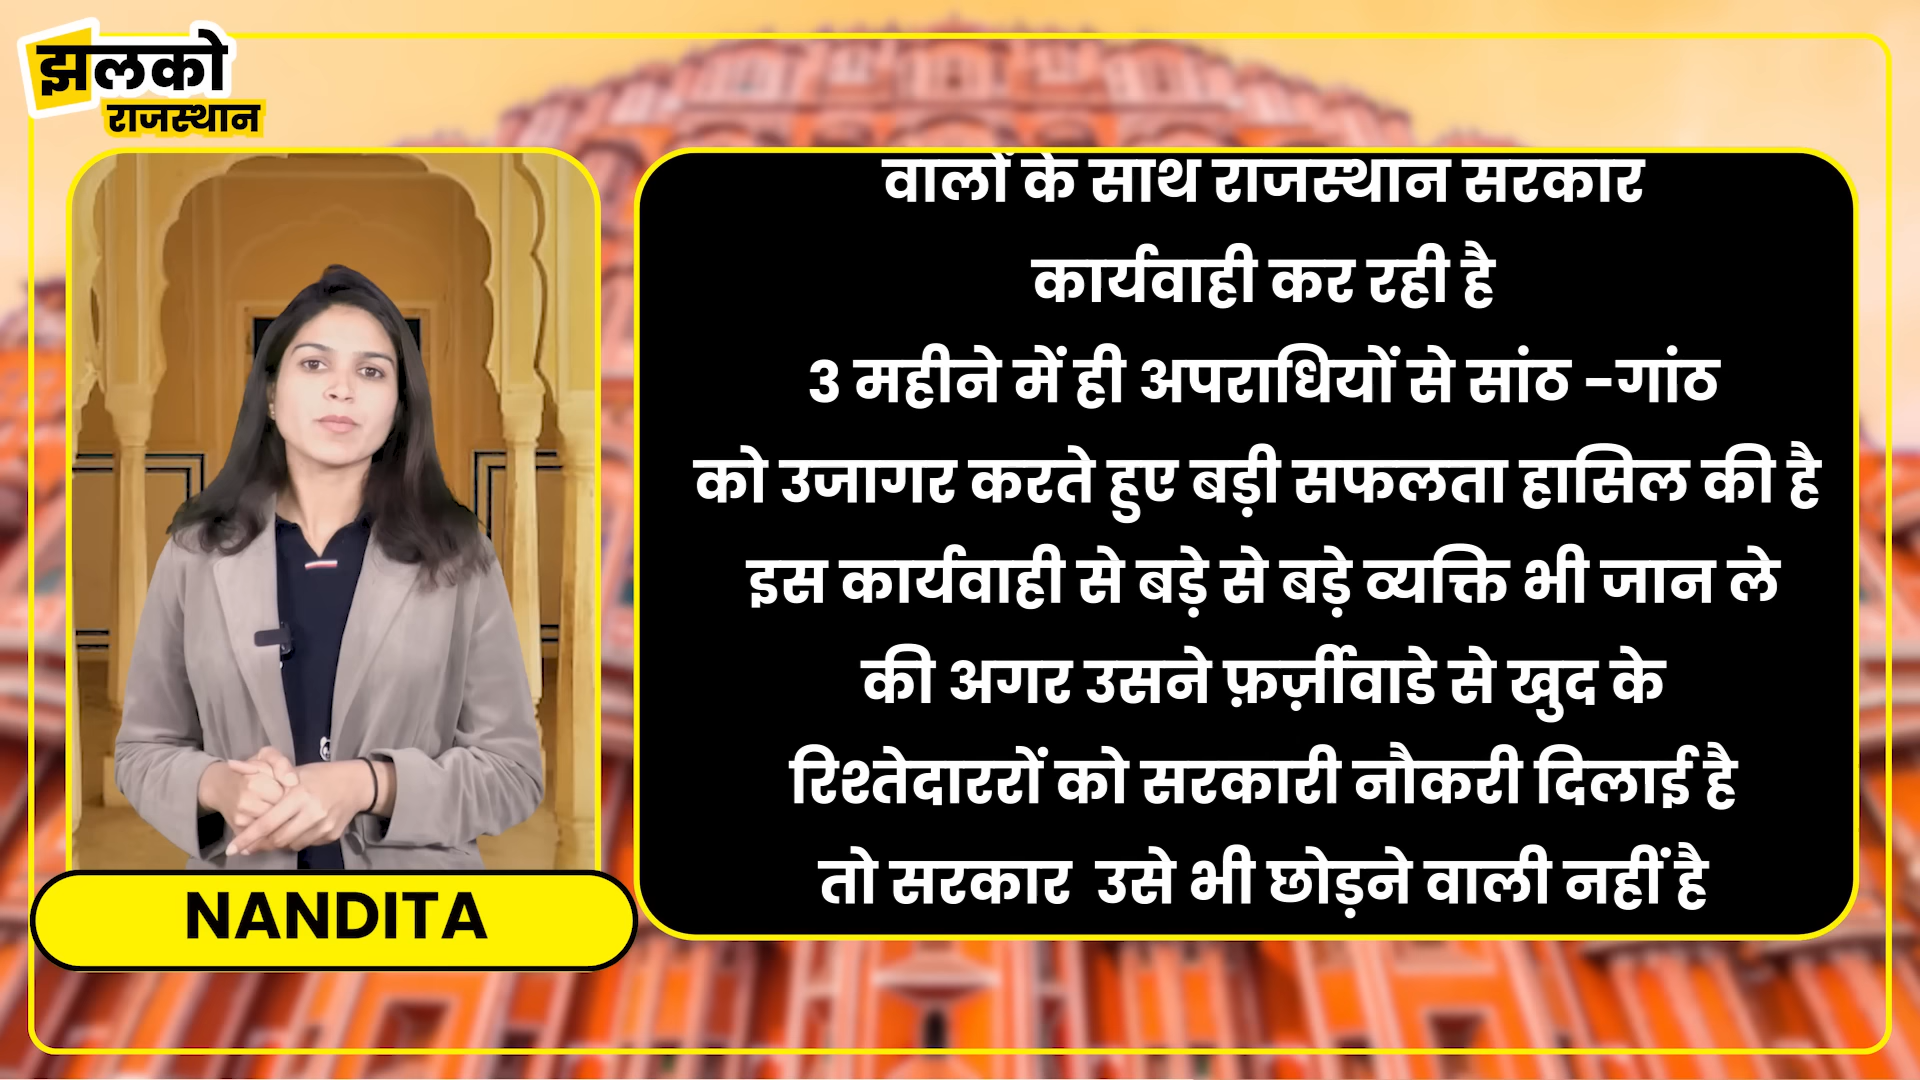 झलको
राजस्थान
वालों के साथ राजस्थान सरकार
कार्यवाही कर रही है
3 महीने में ही अपराधियों से सांठ -गांठ
को उजागर करते हुए बड़ी सफलता हासिल की है
इस कार्यवाही से बड़े से बड़े व्यक्ति भी जान ले
की अगर उसने फ़र्ज़ीवाडे से खुद के
रिश्तेदाररों को सरकारी नौकरी दिलाई है
तो सरकार उसे भी छोड़ने वाली नहीं है
NANDITA